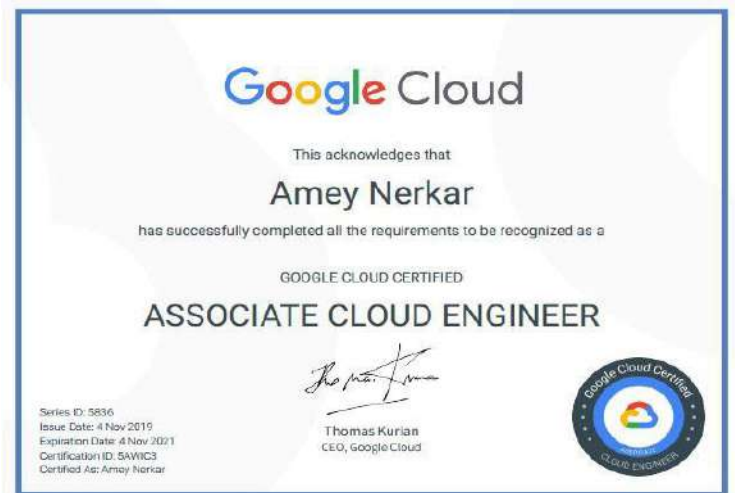 Google Cloud
This acknowledges that
Amey Nerkar
has successfully completed all the requirements to be recognized as a
GOOGLE CLOUD CERTIFIED
ASSOCIATE CLOUD ENGINEER
Thomas Kurian
CEO, Google Cloud
Series ID: 5836
Issue Date: 4 Nov 2019
Expiration Date: 4 Nov 2021
Certification ID: 5AWIC3
Certified As: Amey Nerkar
Google Cloud Certified
ASSOCIATE
CLOUD ENGINEER